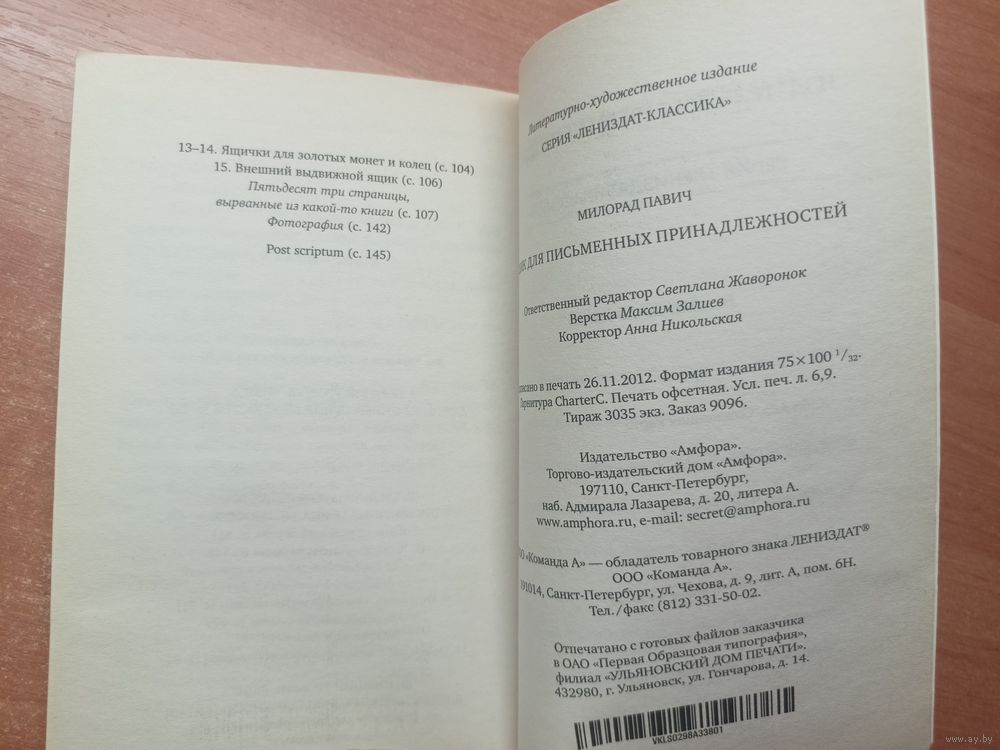 13–14. Ящички для золотых монет и колец (с. 104)
15. Внешний выдвижной ящик (с. 106)
Пятьдесят три страницы,
вырванные из какой-то книги (с. 107)
Фотография (с. 142)
Post scriptum (с. 145)
Литературно-художественное издание
СЕРИЯ «ЛЕНИЗДАТ-КЛАССИКА»
МИЛОРАД ПАВИЧ
ДЛЯ ПИСЬМЕННЫХ ПРИНАДЛЕЖНОСТЕЙ
Ответственный редактор Светлана Жаворонок
Верстка Максим Залиев
Корректор Анна Никольская
в печать 26.11.2012. Формат издания 75 × 100 1/32.
Гарнитура CharterC. Печать офсетная. Усл. печ. л. 6,9.
Тираж 3035 экз. Заказ 9096.
Издательство «Амфора».
Торгово-издательский дом «Амфора».
197110, Санкт-Петербург,
наб. Адмирала Лазарева, д. 20, литера А.
www.amphora.ru, e-mail: secret@amphora.ru
«Команда А» — обладатель товарного знака ЛЕНИЗДАТ®
ООО «Команда А».
191014, Санкт-Петербург, ул. Чехова, д. 9, лит. А, пом. 6Н.
Тел./факс (812) 331-50-02.
Отпечатано с готовых файлов заказчика
в ОАО «Первая Образцовая типография»,
филиал «УЛЬЯНОВСКИЙ ДОМ ПЕЧАТИ».
432980, г. Ульяновск, ул. Гончарова, д. 14.
VKLS0298A33801
www.ay.by